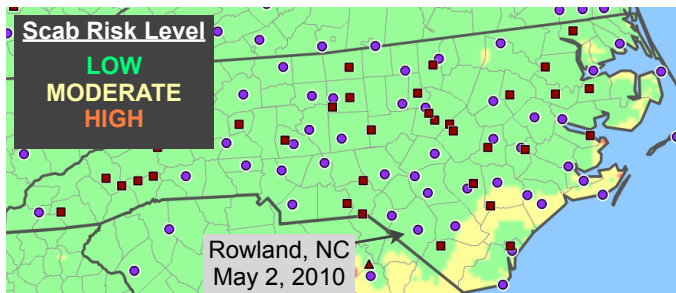 Scab Risk Level
LOW
MODERATE
HIGH
Rowland, NC
May 2, 2010